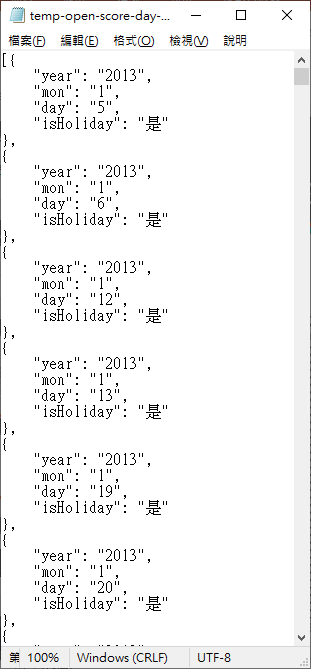 temp-open-score-day-...
檔案(F) 編輯(E) 格式(O) 檢視(V) 說明
[{
"year": "2013",
"mon": "1",
"day": "5",
"isHoliday": "是"
},
{
"year": "2013",
"mon": "1",
"day": "6",
"isHoliday": "是"
},
{
"year": "2013",
"mon": "1",
"day": "12",
"isHoliday": "是"
},
{
"year": "2013",
"mon": "1",
"day": "13",
"isHoliday": "是"
},
{
"year": "2013",
"mon": "1",
"day": "19",
"isHoliday": "是"
},
{
"year": "2013",
"mon": "1",
"day": "20",
"isHoliday": "是"
},
{
第 100% Windows (CRLF) UTF-8